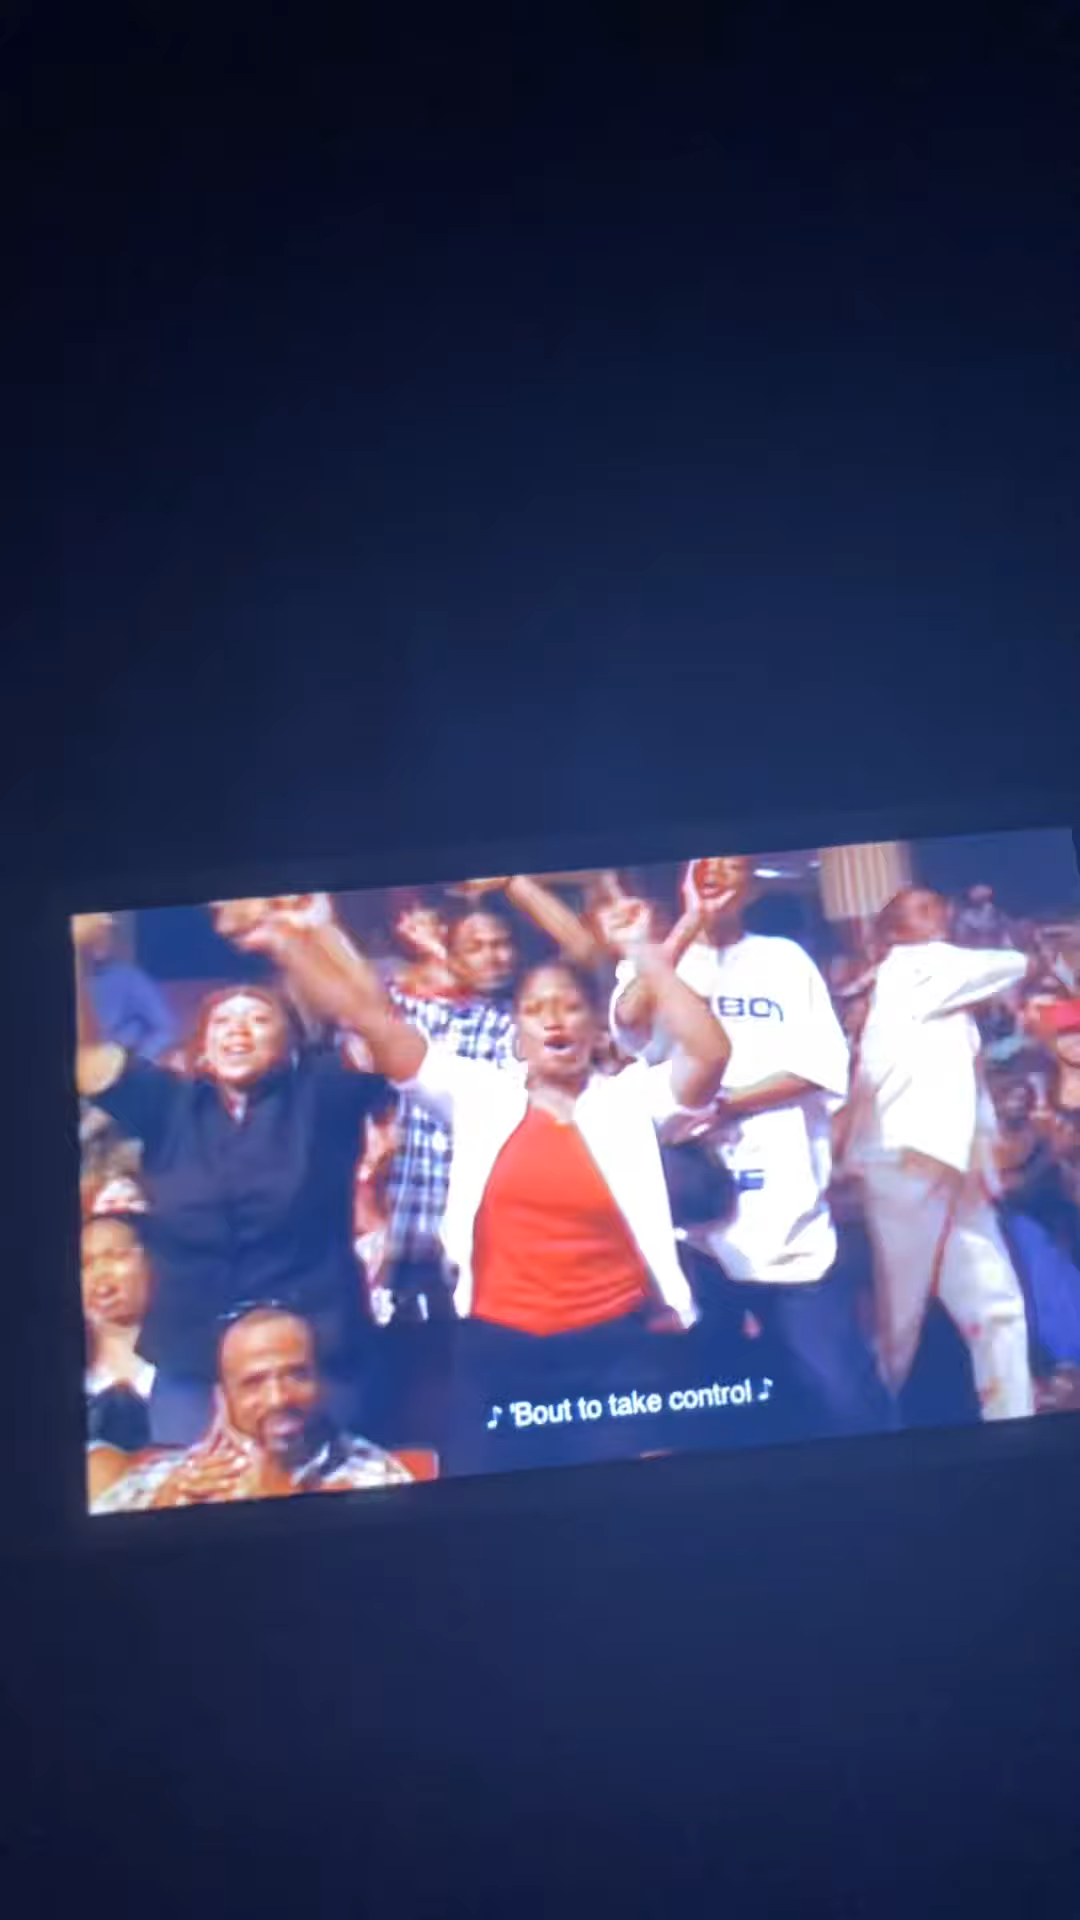 ♪ 'Bout to take control ♪